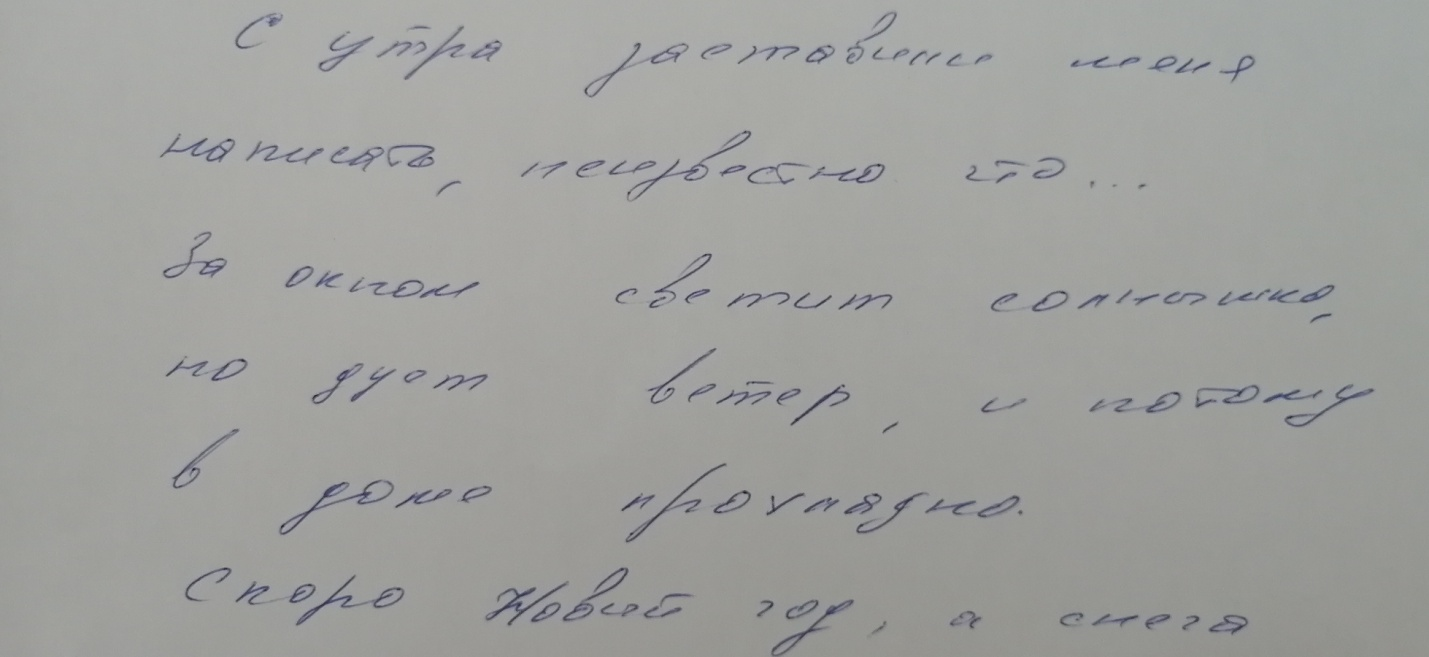 С утра заставили меня
написать, неизвестно что...
За окном светит солнышко,
но дует ветер, и потому
в доме прохладно.
Скоро Новый год, а снега